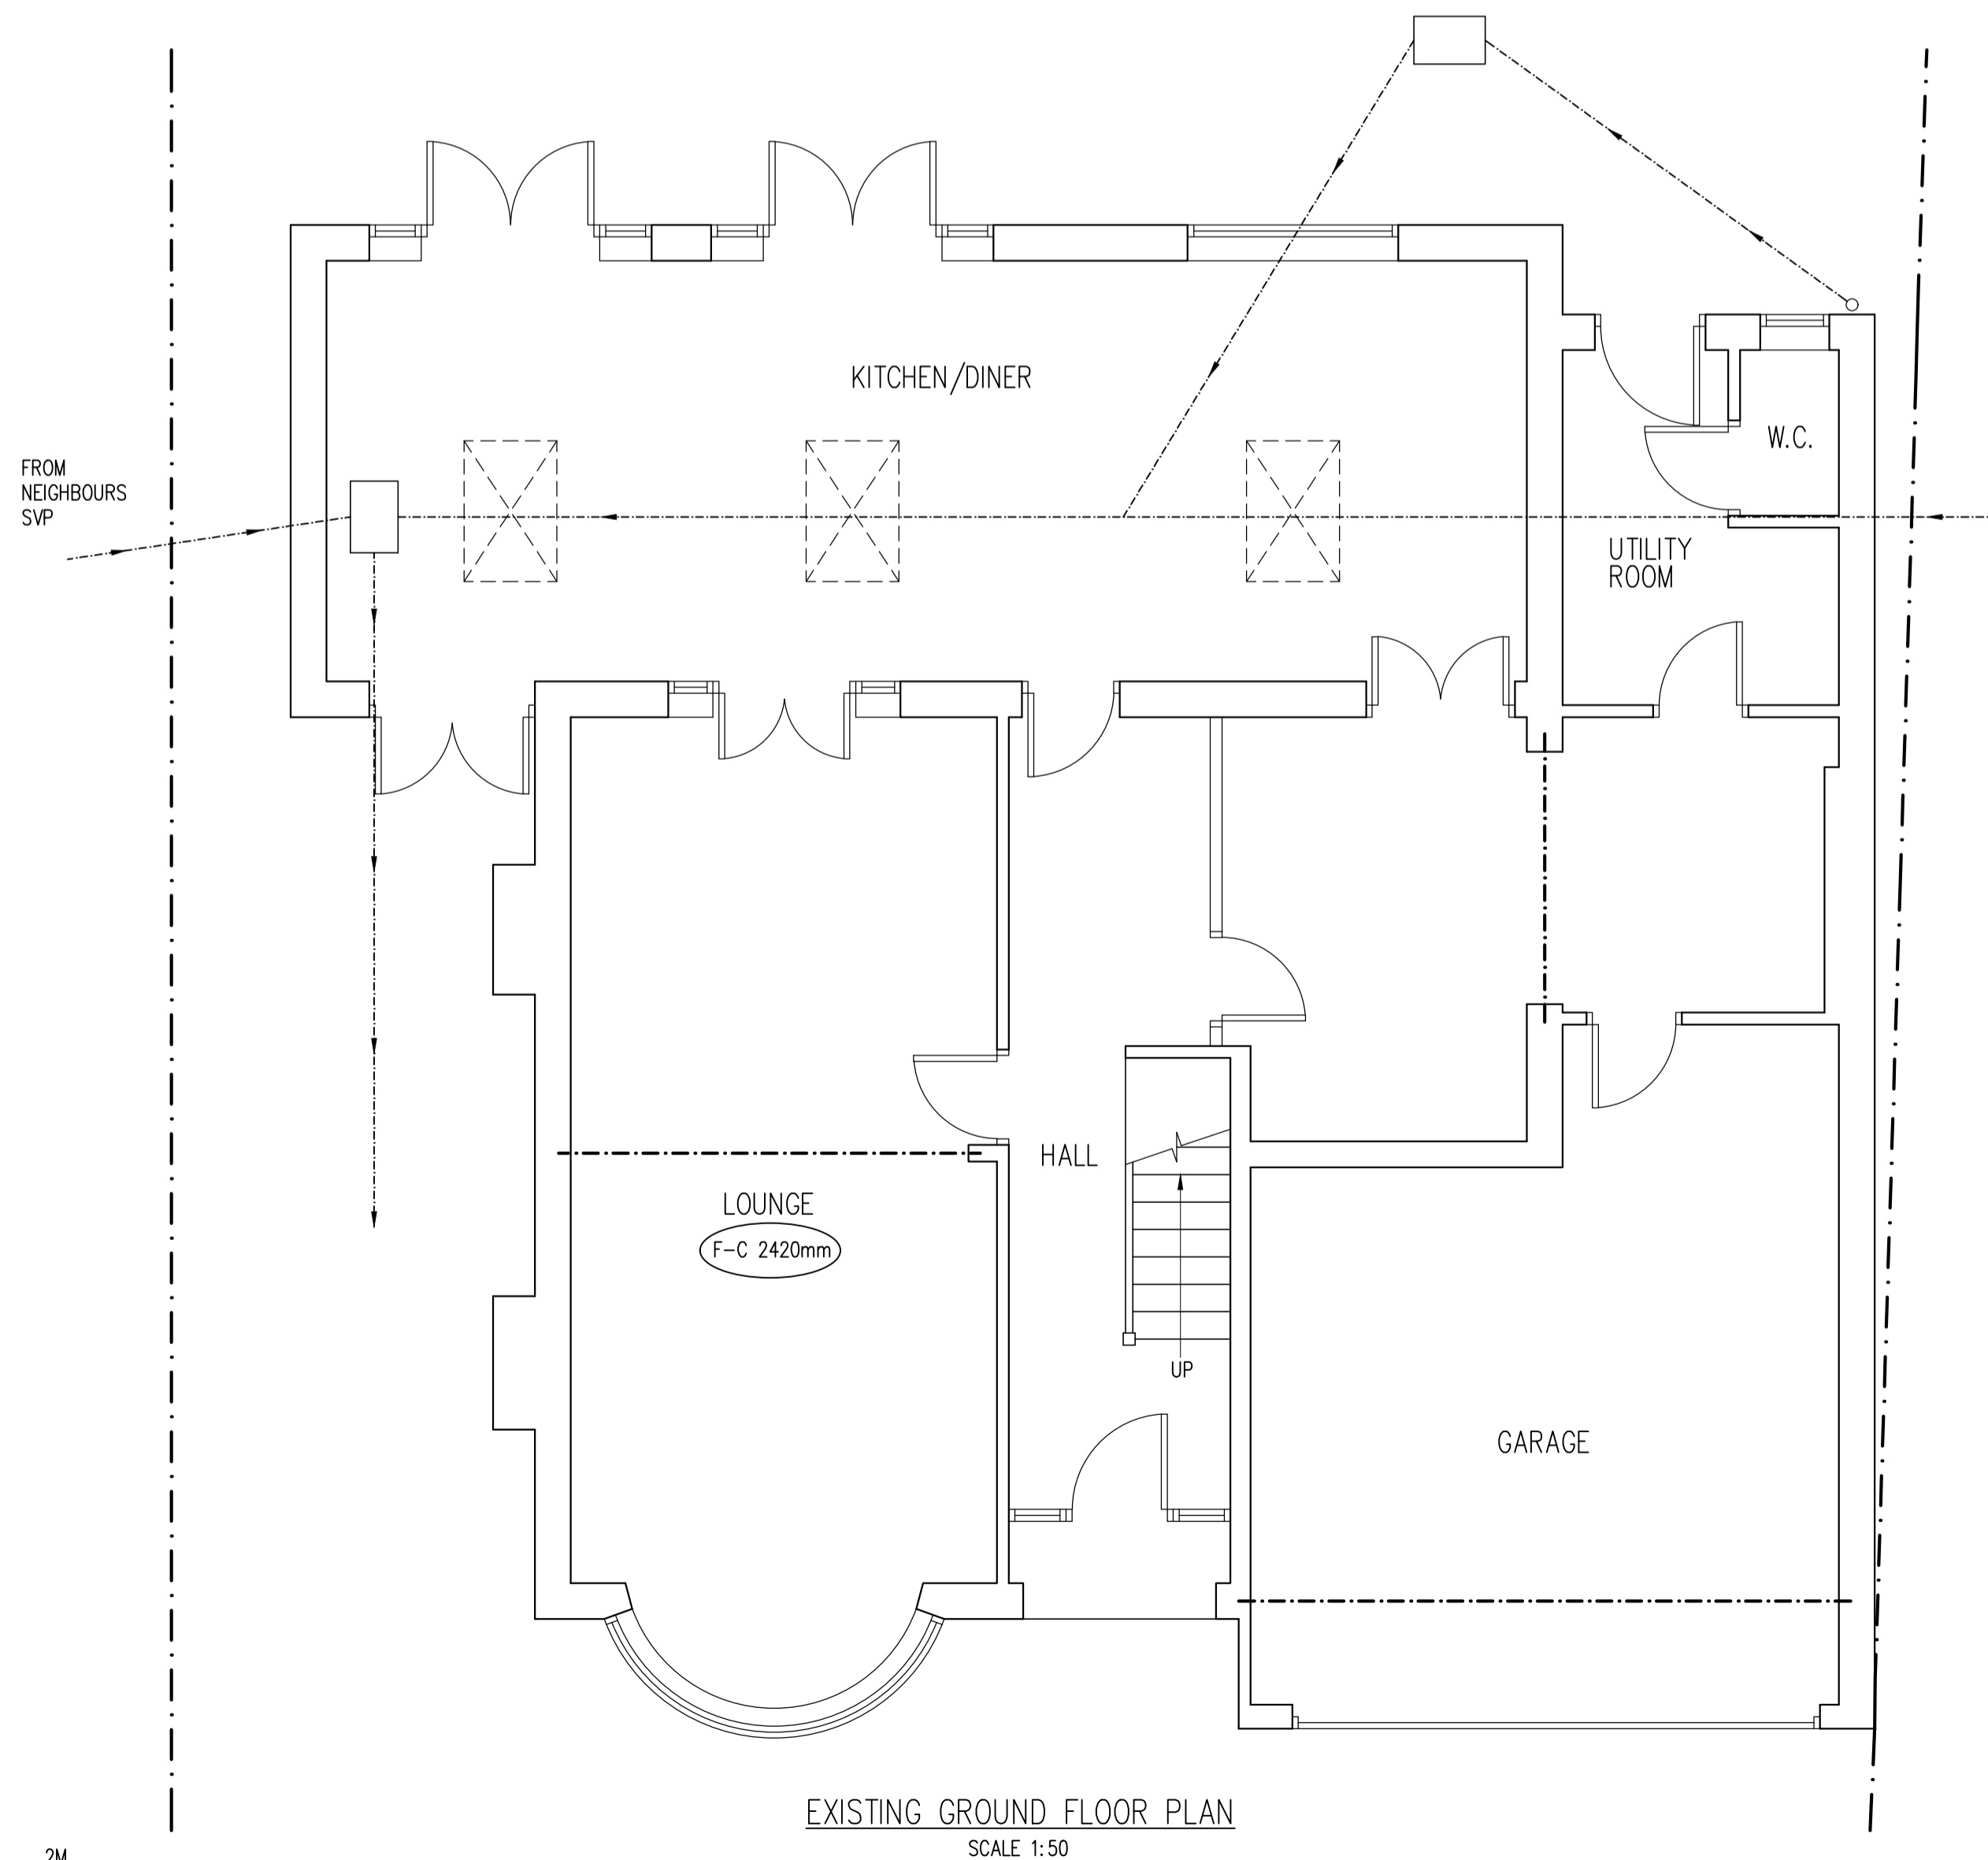 KITCHEN/DINER
W.C.
FROM
NEIGHBOURS
SVP
UTILITY
ROOM
HALL
LOUNGE
F-C 2420mm
UP
GARAGE
EXISTING GROUND FLOOR PLAN
SCALE 1:50
2M